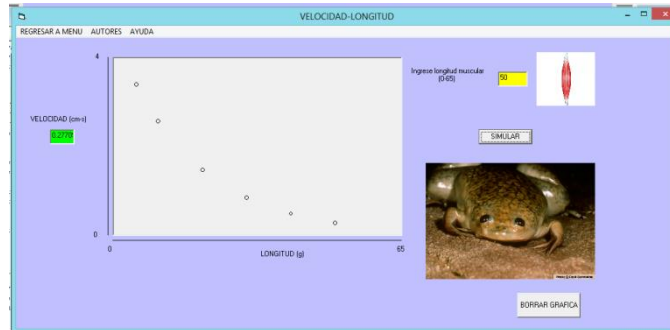 VELOCIDAD-LONGITUD
REGRESAR A MENU AUTORES AYUDA
4
Ingrese longitud muscular
(0-65)
50
VELOCIDAD (cm-s)
SIMULAR
0
0
65
LONGITUD (g)
BORRAR GRAFICA